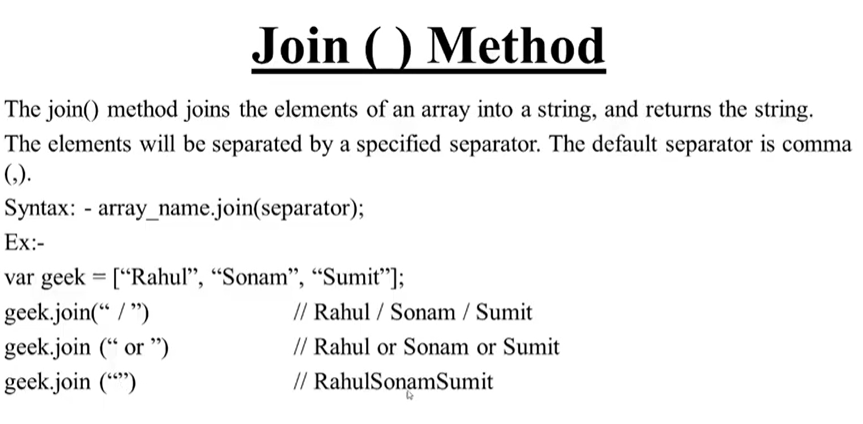 Join ( ) Method
The join() method joins the elements of an array into a string, and returns the string.
The elements will be separated by a specified separator. The default separator is comma
(,).
Syntax: - array_name.join(separator);
Ex:-
var geek = [“Rahul”, “Sonam”, “Sumit”];
geek.join(“ / ”) // Rahul / Sonam / Sumit
geek.join (“ or ”) // Rahul or Sonam or Sumit
geek.join (“”) // RahulSonamSumit